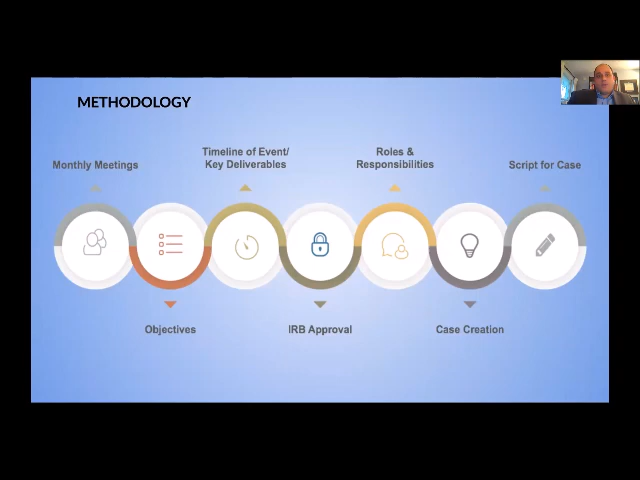 METHODOLOGY
Monthly Meetings
Timeline of Event/
Key Deliverables
Roles &
Responsibilities
Script for Case
Objectives
IRB Approval
Case Creation